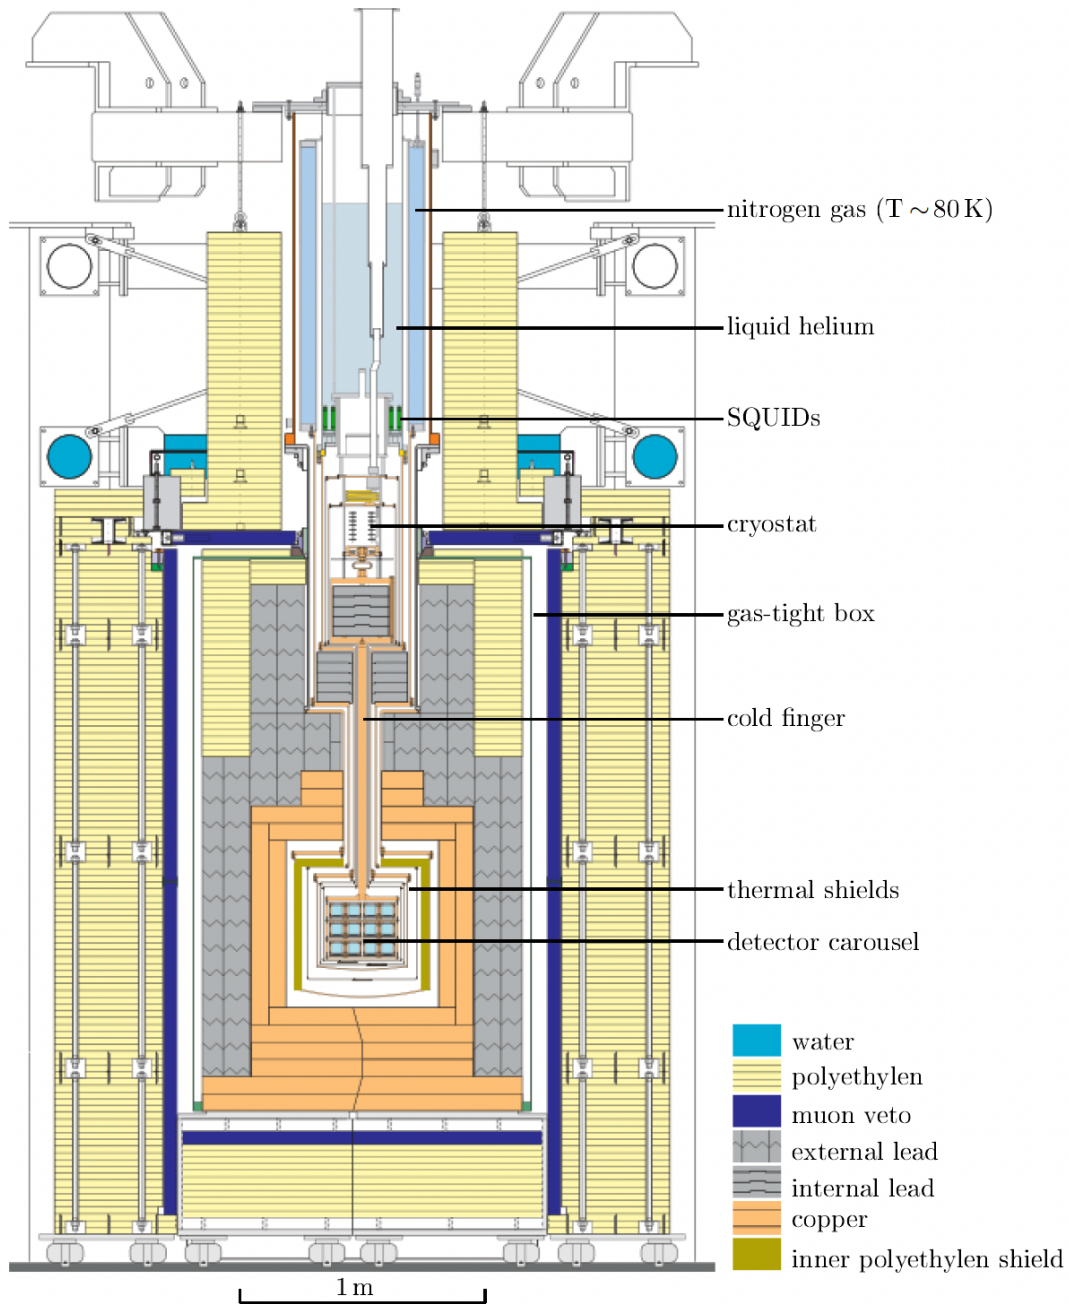 nitrogen gas (T ∼ 80 K)
liquid helium
SQUIDs
cryostat
gas-tight box
cold finger
thermal shields
detector carousel
water
polyethylen
muon veto
external lead
internal lead
copper
inner polyethylen shield
1 m